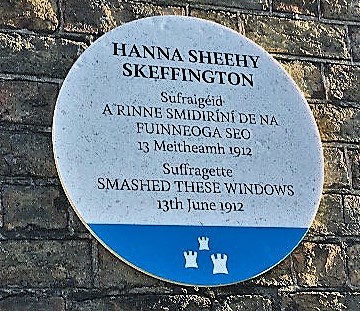 HANNA SHEEHY
SKEFFINGTON
Sufraigéid
A RINNE SMIDIRÍNÍ DE NA
FUINNEOGA SEO
13 Meitheamh 1912
Suffragette
SMASHED THESE WINDOWS
13th June 1912